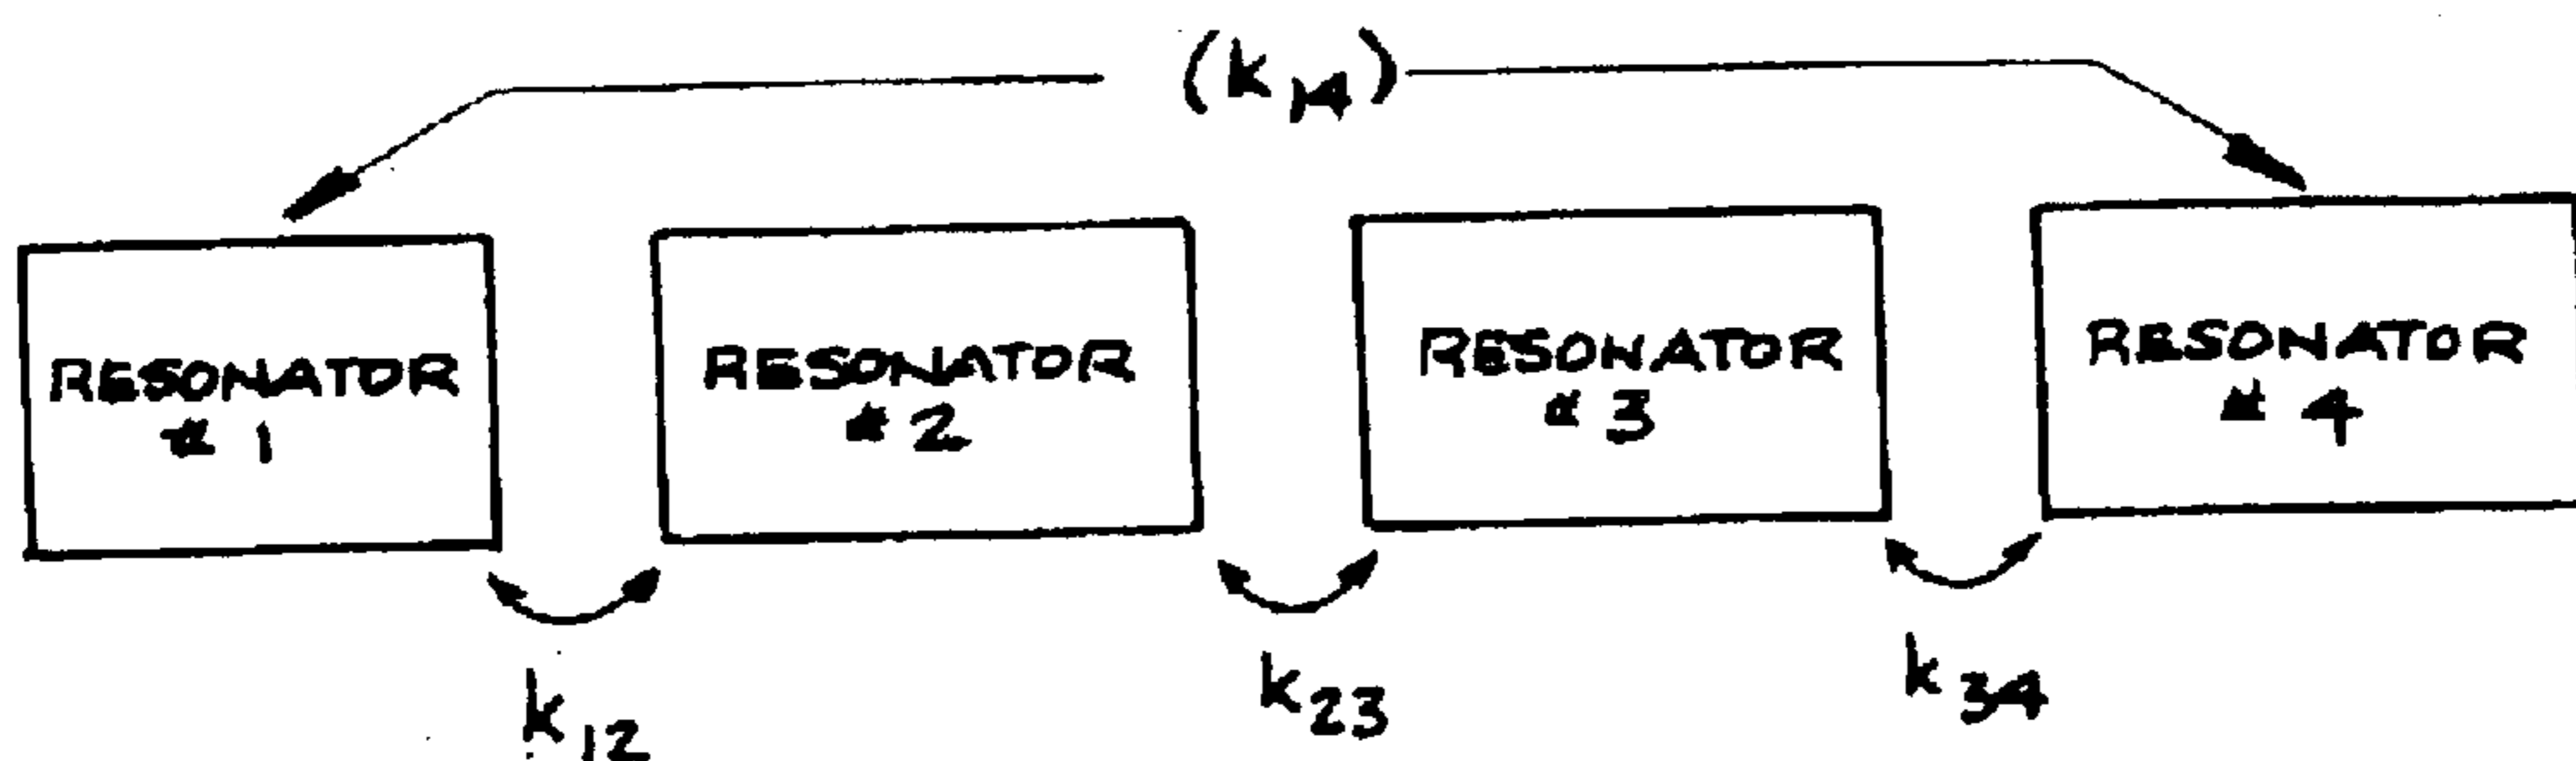 (k14)
RESONATOR
# 1
RESONATOR
# 2
RESONATOR
# 3
RESONATOR
# 4
k12
k23
k34